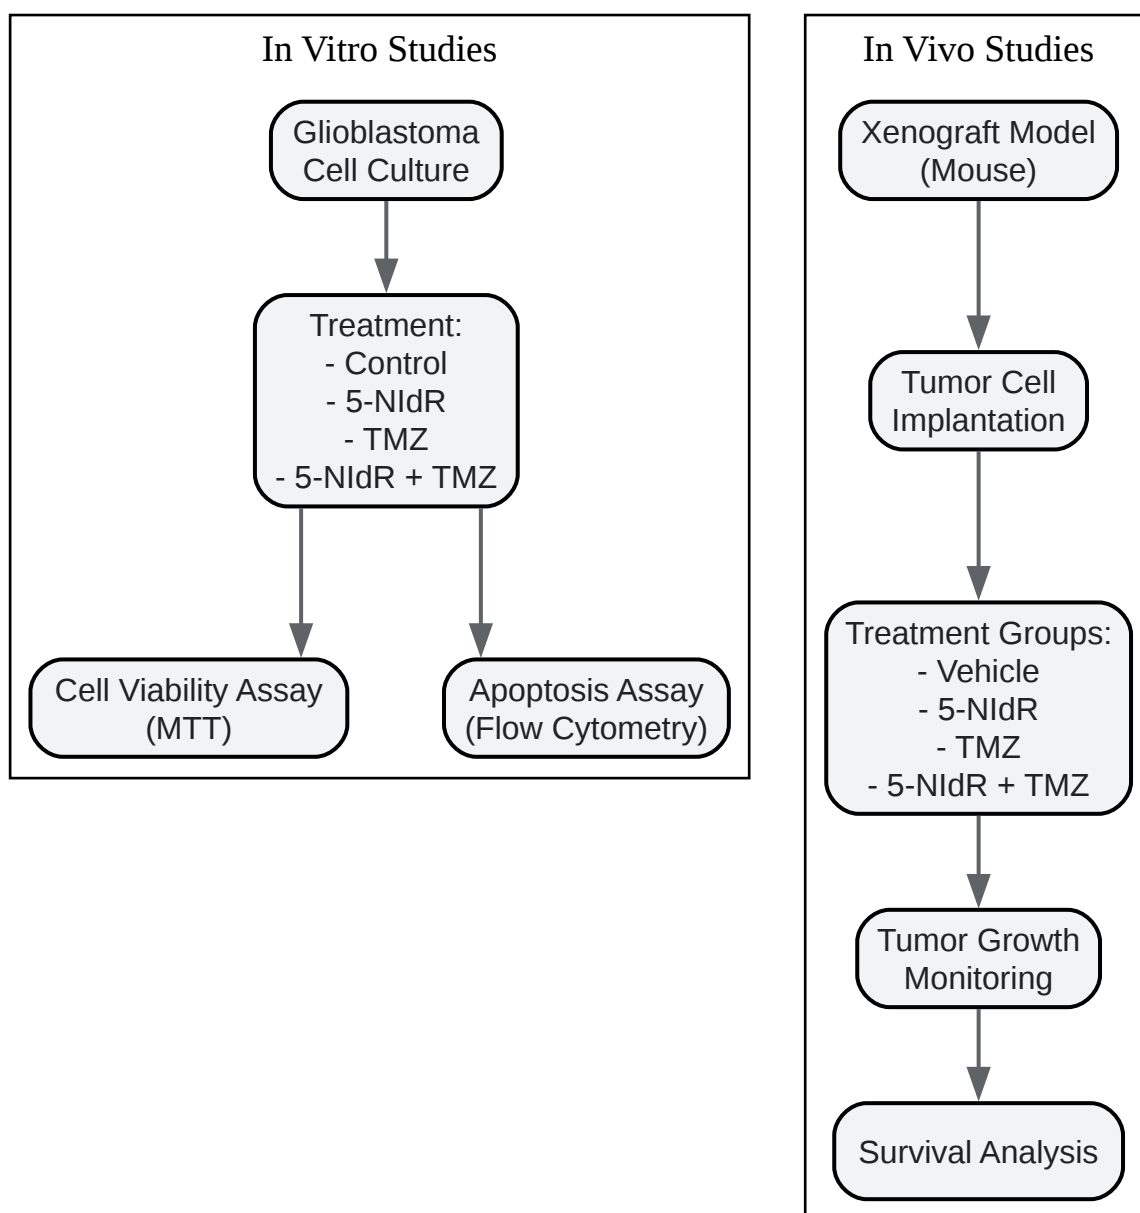 In Vitro Studies
Glioblastoma
Cell Culture
Treatment:
- Control
- 5-NIdR
- TMZ
- 5-NIdR + TMZ
Cell Viability Assay
(MTT)
Apoptosis Assay
(Flow Cytometry)
In Vivo Studies
Xenograft Model
(Mouse)
Tumor Cell
Implantation
Treatment Groups:
- Vehicle
- 5-NIdR
- TMZ
- 5-NIdR + TMZ
Tumor Growth
Monitoring
Survival Analysis